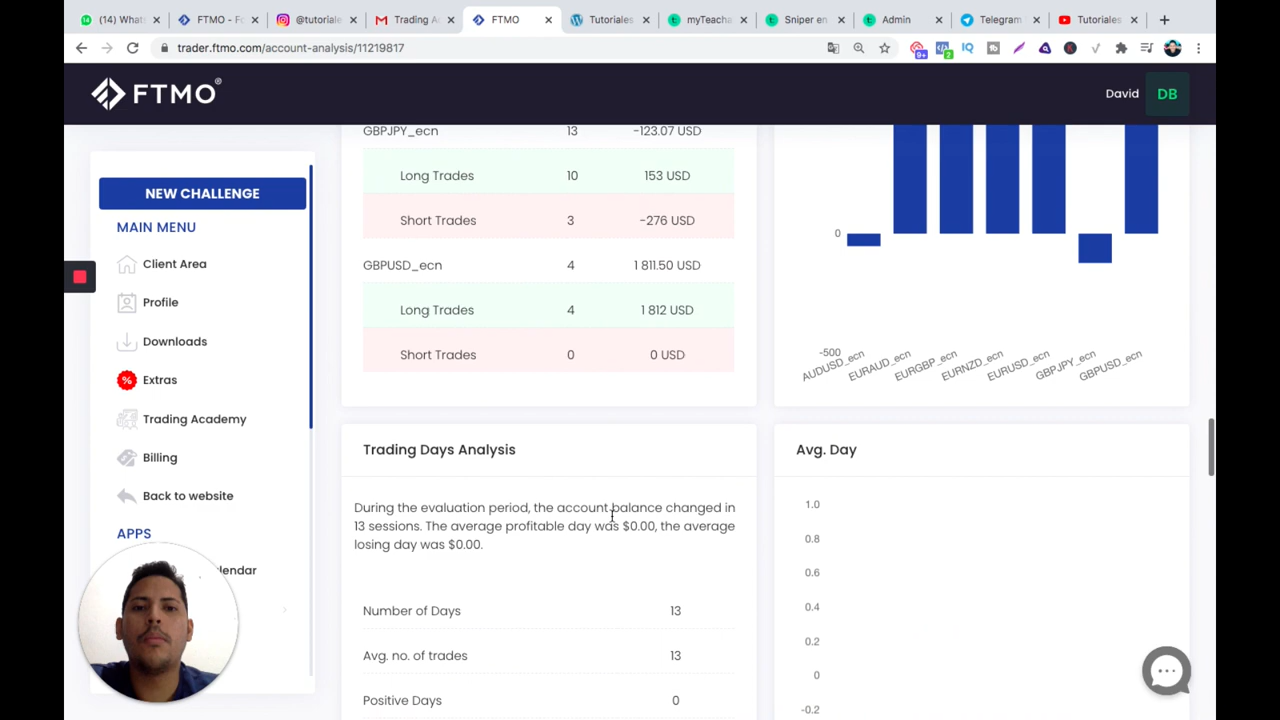 14 (14) What
FTMO - Fo
@tutoriale
Trading Ac
FTMO
Tutoriales
myTeacha
Sniper en
Admin
Telegram
Tutoriales
trader.ftmo.com/account-analysis/11219817
FTMO®
David DB
NEW CHALLENGE
MAIN MENU
Client Area
Profile
Downloads
Extras
Trading Academy
Billing
Back to website
APPS
lendar
GBPJPY_ecn 13 -123.07 USD
Long Trades 10 153 USD
Short Trades 3 -276 USD
GBPUSD_ecn 4 1 811.50 USD
Long Trades 4 1 812 USD
Short Trades 0 0 USD
0
-500
AUDUSD_ecn EURAUD_ecn EURGBP_ecn EURNZD_ecn EURUSD_ecn GBPJPY_ecn GBPUSD_ecn
Trading Days Analysis
During the evaluation period, the account balance changed in
13 sessions. The average profitable day was $0.00, the average
losing day was $0.00.
Number of Days 13
Avg. no. of trades 13
Positive Days 0
Avg. Day
1.0
0.8
0.6
0.4
0.2
0
-0.2